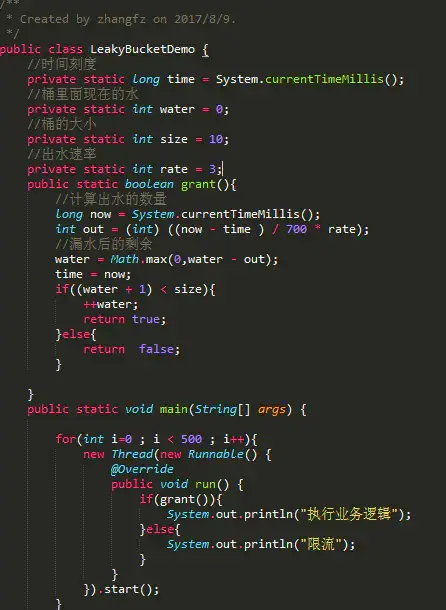 /**
 * Created by zhangfz on 2017/8/9.
 */
public class LeakyBucketDemo {
    //时间刻度
    private static long time = System.currentTimeMillis();
    //桶里面现在的水
    private static int water = 0;
    //桶的大小
    private static int size = 10;
    //出水速率
    private static int rate = 3;
    public static boolean grant(){
        //计算出水的数量
        long now = System.currentTimeMillis();
        int out = (int) ((now - time ) / 700 * rate);
        //漏水后的剩余
        water = Math.max(0,water - out);
        time = now;
        if((water + 1) < size){
            ++water;
            return true;
        }else{
            return  false;
        }

    }
    public static void main(String[] args) {

        for(int i=0 ; i < 500 ; i++){
            new Thread(new Runnable() {
                @Override
                public void run() {
                    if(grant()){
                        System.out.println("执行业务逻辑");
                    }else{
                        System.out.println("限流");
                    }
                }
            }).start();
        }